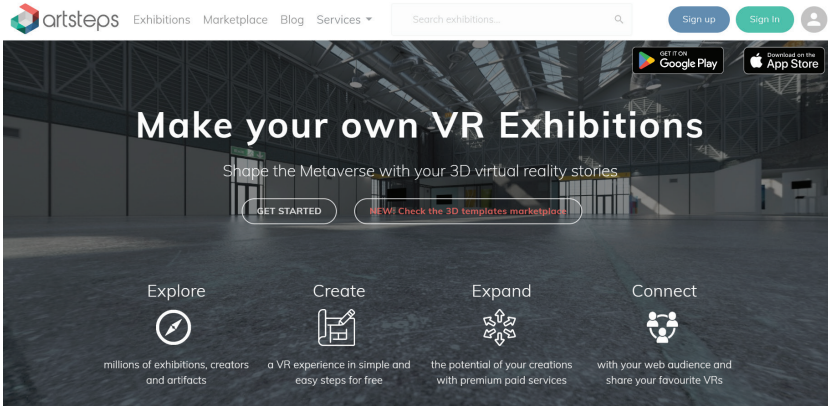 artsteps
Exhibitions
Marketplace
Blog
Services
Search exhibitions...
Sign up
Sign In
GET IT ON
Google Play
Download on the
App Store
Make your own VR Exhibitions
Shape the Metaverse with your 3D virtual reality stories
GET STARTED
NEW! Check the 3D templates marketplace
Explore
millions of exhibitions, creators
and artifacts
Create
a VR experience in simple and
easy steps for free
Expand
the potential of your creations
with premium paid services
Connect
with your web audience and
share your favourite VRs